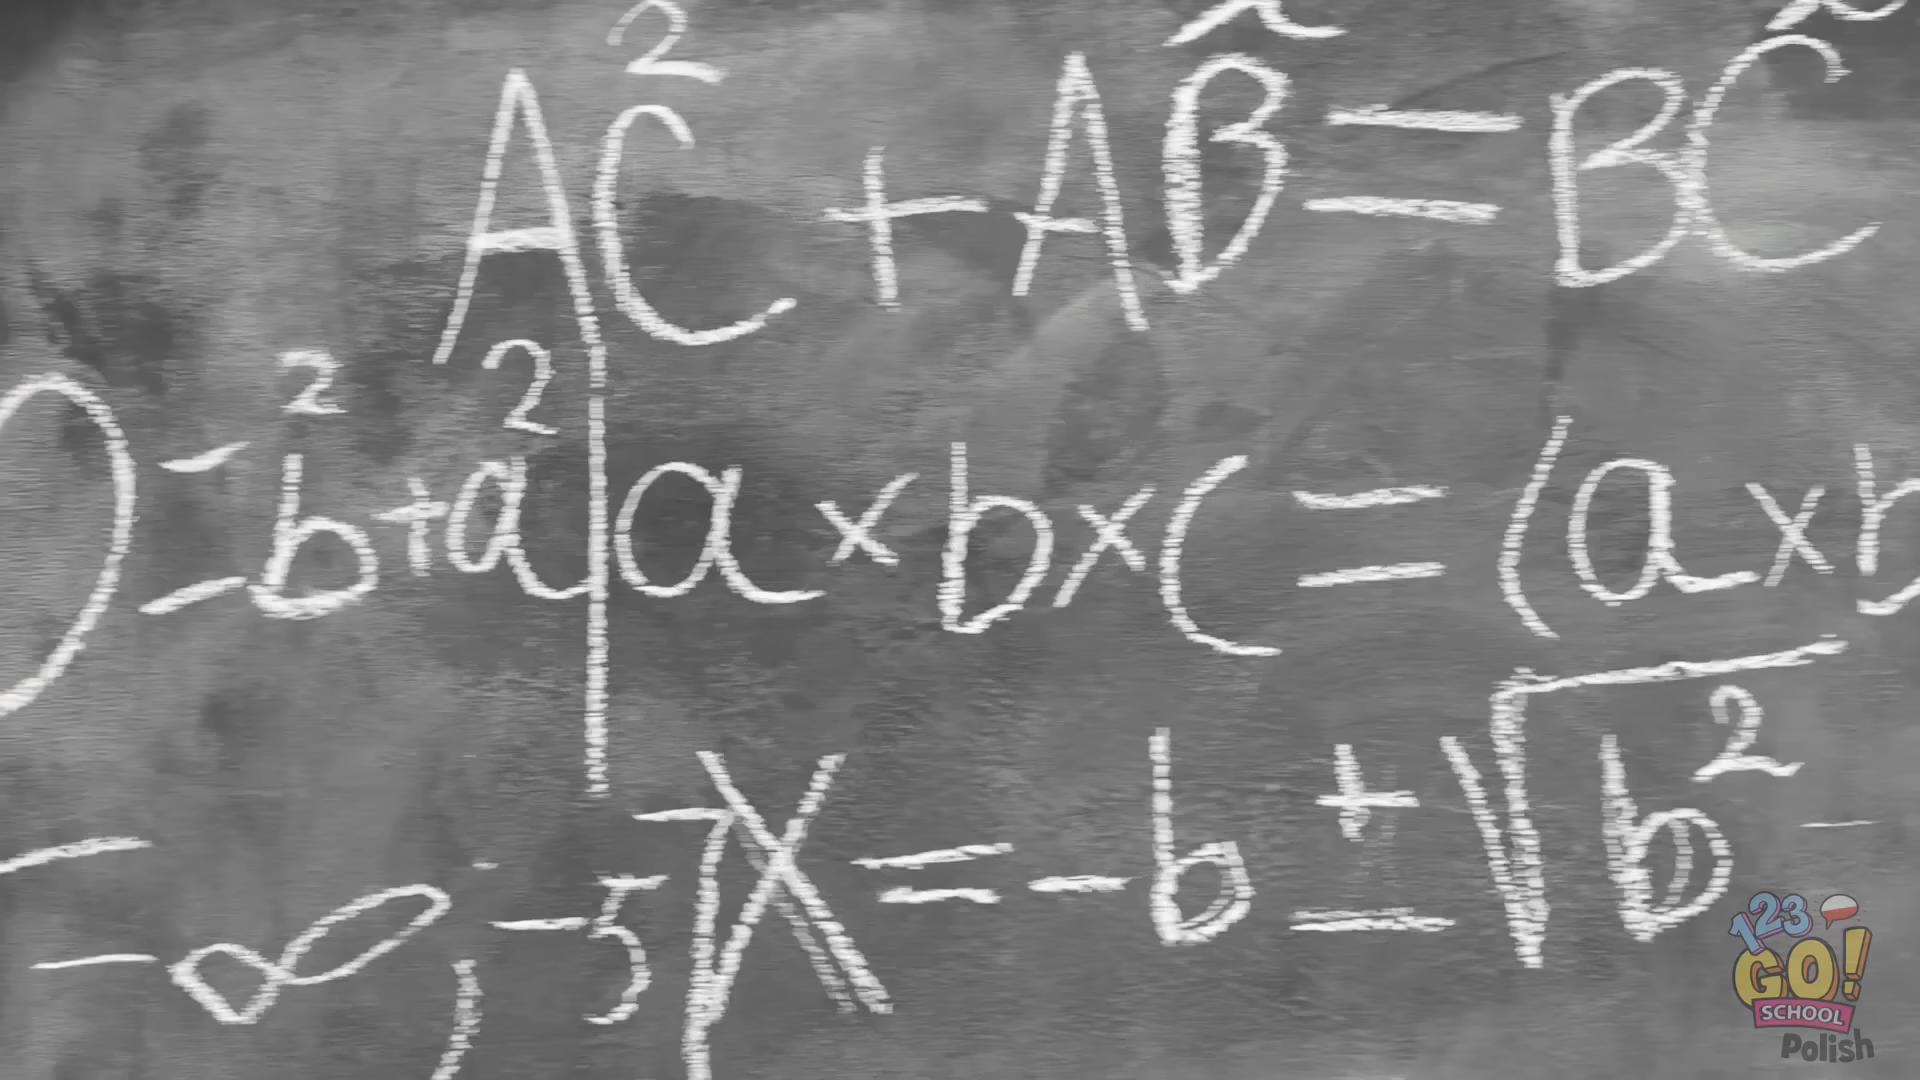 AC² + AB² = BC²
) = b² + a² | a × b × c = (a × b
X = -b ± √b² -
-∞, -5
123
GO!
SCHOOL
Polish